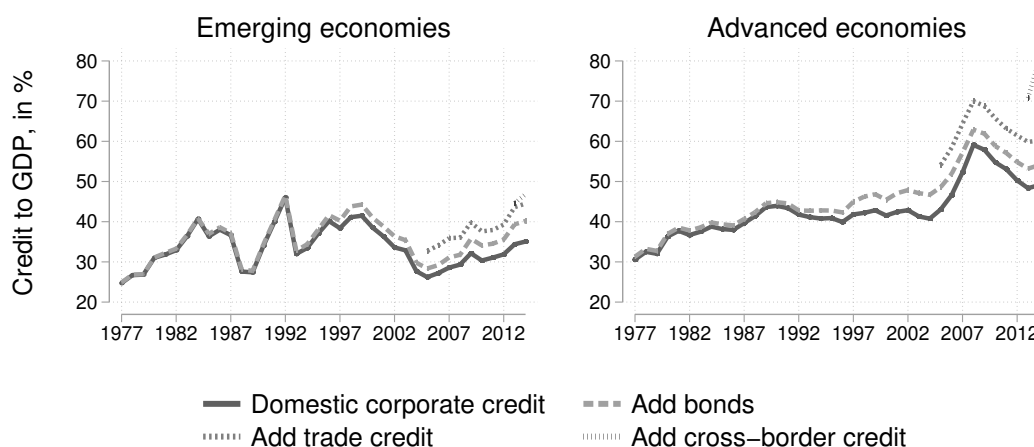 Emerging economies
Advanced economies
Credit to GDP, in %
80
70
60
50
40
30
20
1977 1982 1987 1992 1997 2002 2007 2012
80
70
60
50
40
30
20
1977 1982 1987 1992 1997 2002 2007 2012
Domestic corporate credit
Add bonds
Add trade credit
Add cross−border credit